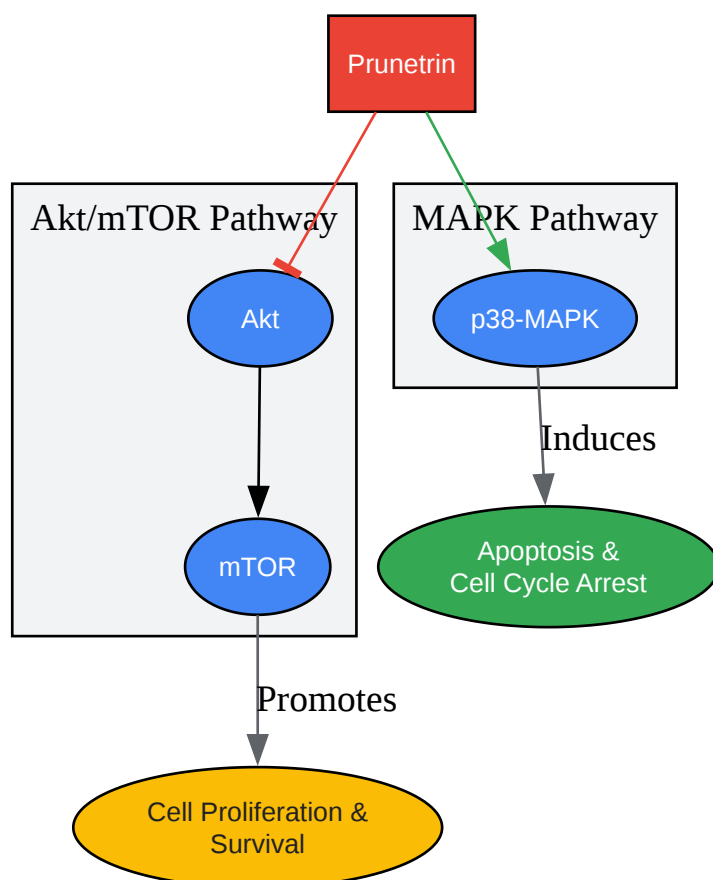 Prunetrin
Akt/mTOR Pathway
MAPK Pathway
Akt
p38-MAPK
Induces
Apoptosis &
Cell Cycle Arrest
mTOR
Promotes
Cell Proliferation &
Survival